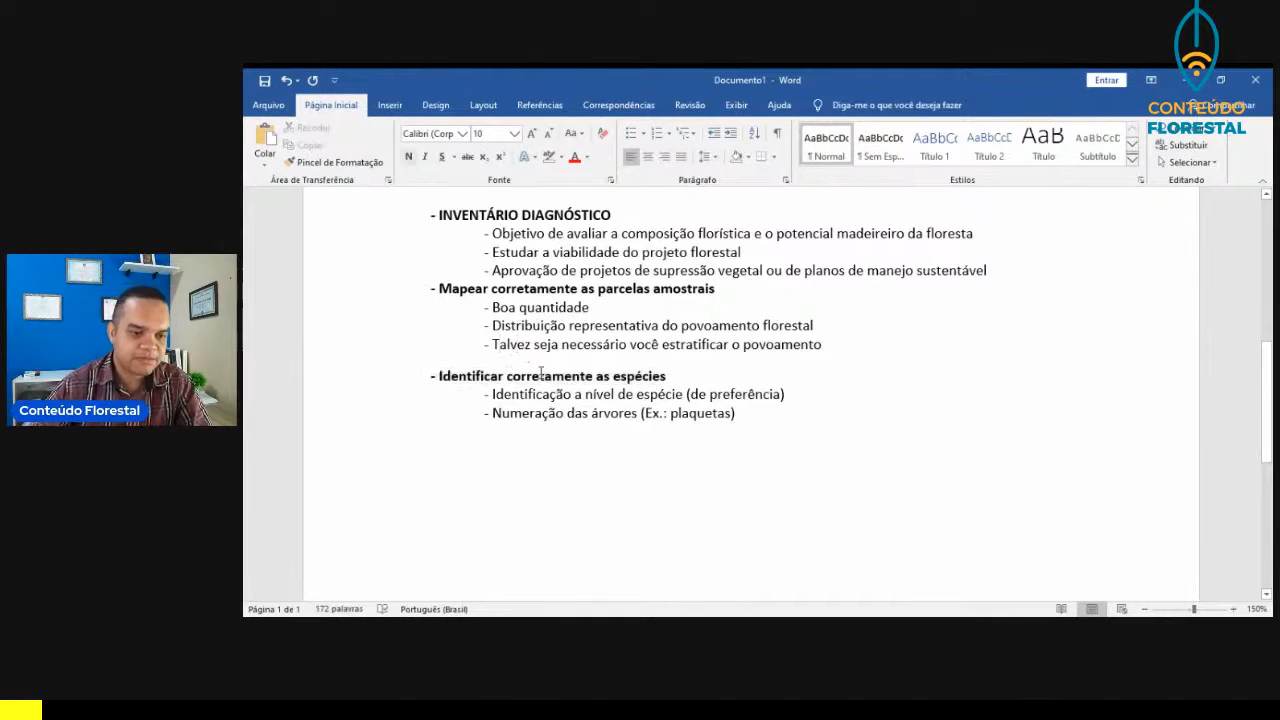 Documento1 - Word
Entrar
Arquivo Página Inicial Inserir Design Layout Referências Correspondências Revisão Exibir Ajuda Diga-me o que você deseja fazer
CONTEÚDO
FLORESTAL
Colar
Recortar
Copiar
Pincel de Formatação
Calibri (Corp 10
AaBbCcDc AaBbCcDc AaBbCc AaBbCcD AaB AaBbCcD
¶ Normal ¶ Sem Esp... Título 1 Título 2 Título Subtítulo
Substituir
Selecionar
Área de Transferência Fonte Parágrafo Estilos Editando
- INVENTÁRIO DIAGNÓSTICO
- Objetivo de avaliar a composição florística e o potencial madeireiro da floresta
- Estudar a viabilidade do projeto florestal
- Aprovação de projetos de supressão vegetal ou de planos de manejo sustentável
- Mapear corretamente as parcelas amostrais
- Boa quantidade
- Distribuição representativa do povoamento florestal
- Talvez seja necessário você estratificar o povoamento
- Identificar corretamente as espécies
- Identificação a nível de espécie (de preferência)
- Numeração das árvores (Ex.: plaquetas)
Conteúdo Florestal
Página 1 de 1 172 palavras Português (Brasil) 150%